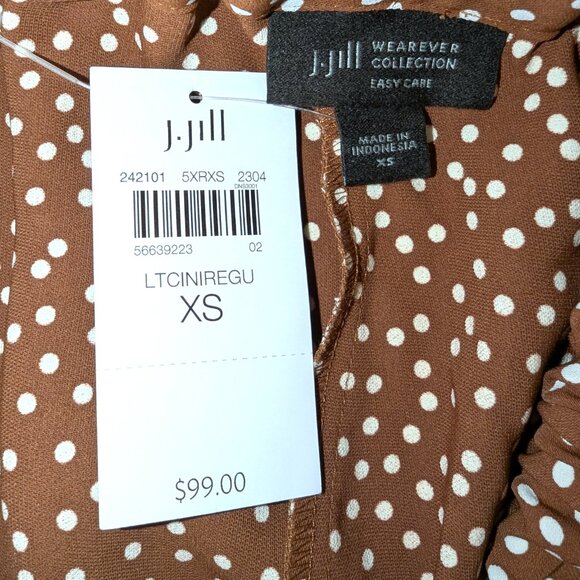 J.Jill WEAREVER
COLLECTION
EASY CARE
MADE IN
INDONESIA
XS
J.Jill
242101 5XRXS 2304
DNS3001
56639223 02
LTCINIREGU
XS
$99.00